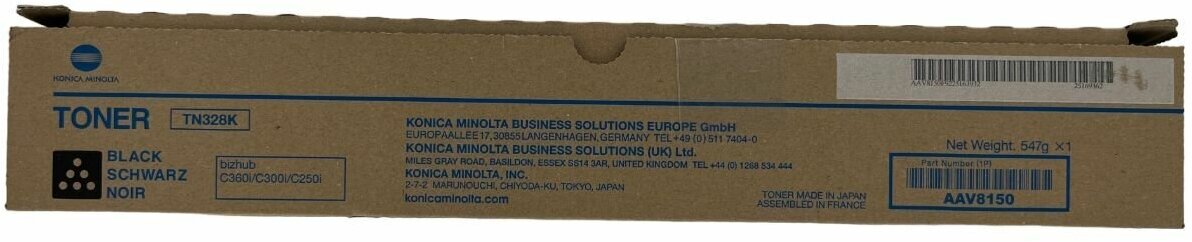 KONICA MINOLTA
TONER TN328K
BLACK
SCHWARZ
NOIR
bizhub
C360i/C300i/C250i
KONICA MINOLTA BUSINESS SOLUTIONS EUROPE GmbH
EUROPAALLEE 17, 30855 LANGENHAGEN, GERMANY TEL +49 (0) 511 7404-0
KONICA MINOLTA BUSINESS SOLUTIONS (UK) Ltd.
MILES GRAY ROAD, BASILDON, ESSEX SS14 3AR, UNITED KINGDOM TEL +44 (0) 1268 534 444
KONICA MINOLTA, INC.
2-7-2 MARUNOUCHI, CHIYODA-KU, TOKYO, JAPAN
konicaminolta.com
TONER MADE IN JAPAN
ASSEMBLED IN FRANCE
25169362
Net Weight. 547g ×1
Part Number (1P)
AAV8150